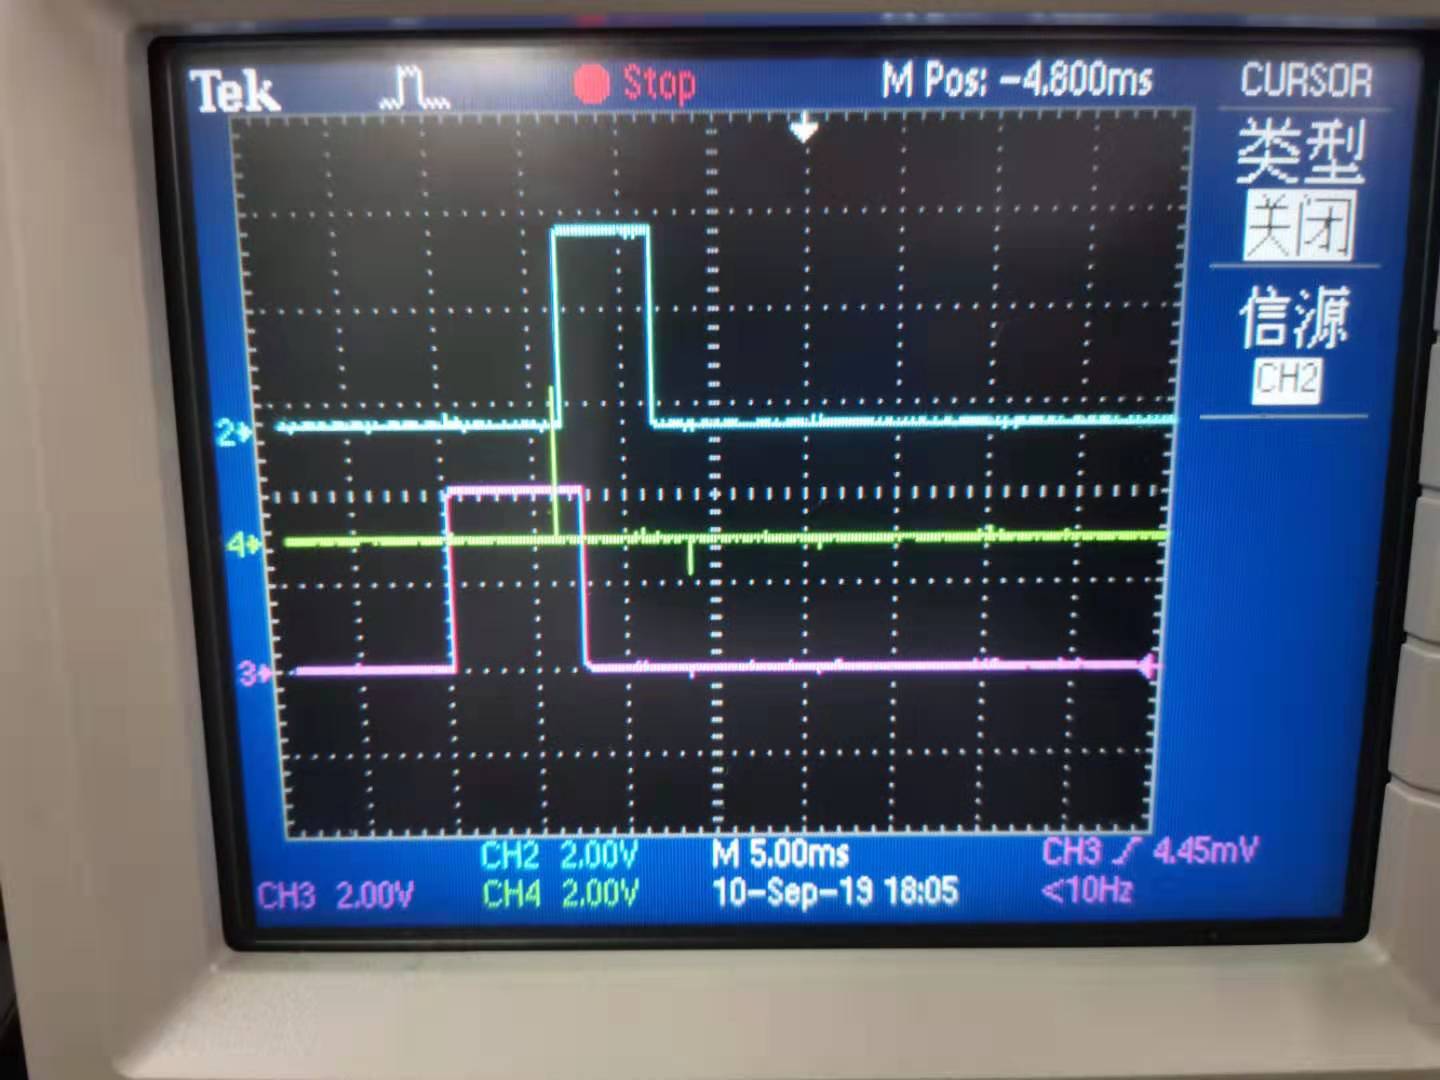 Tek Stop M Pos: -4.800ms CURSOR
类型
关闭
信源
CH2
2
4
3
CH2 2.00V M 5.00ms CH3 4.45mV
CH3 2.00V CH4 2.00V 10-Sep-19 18:05 <10Hz